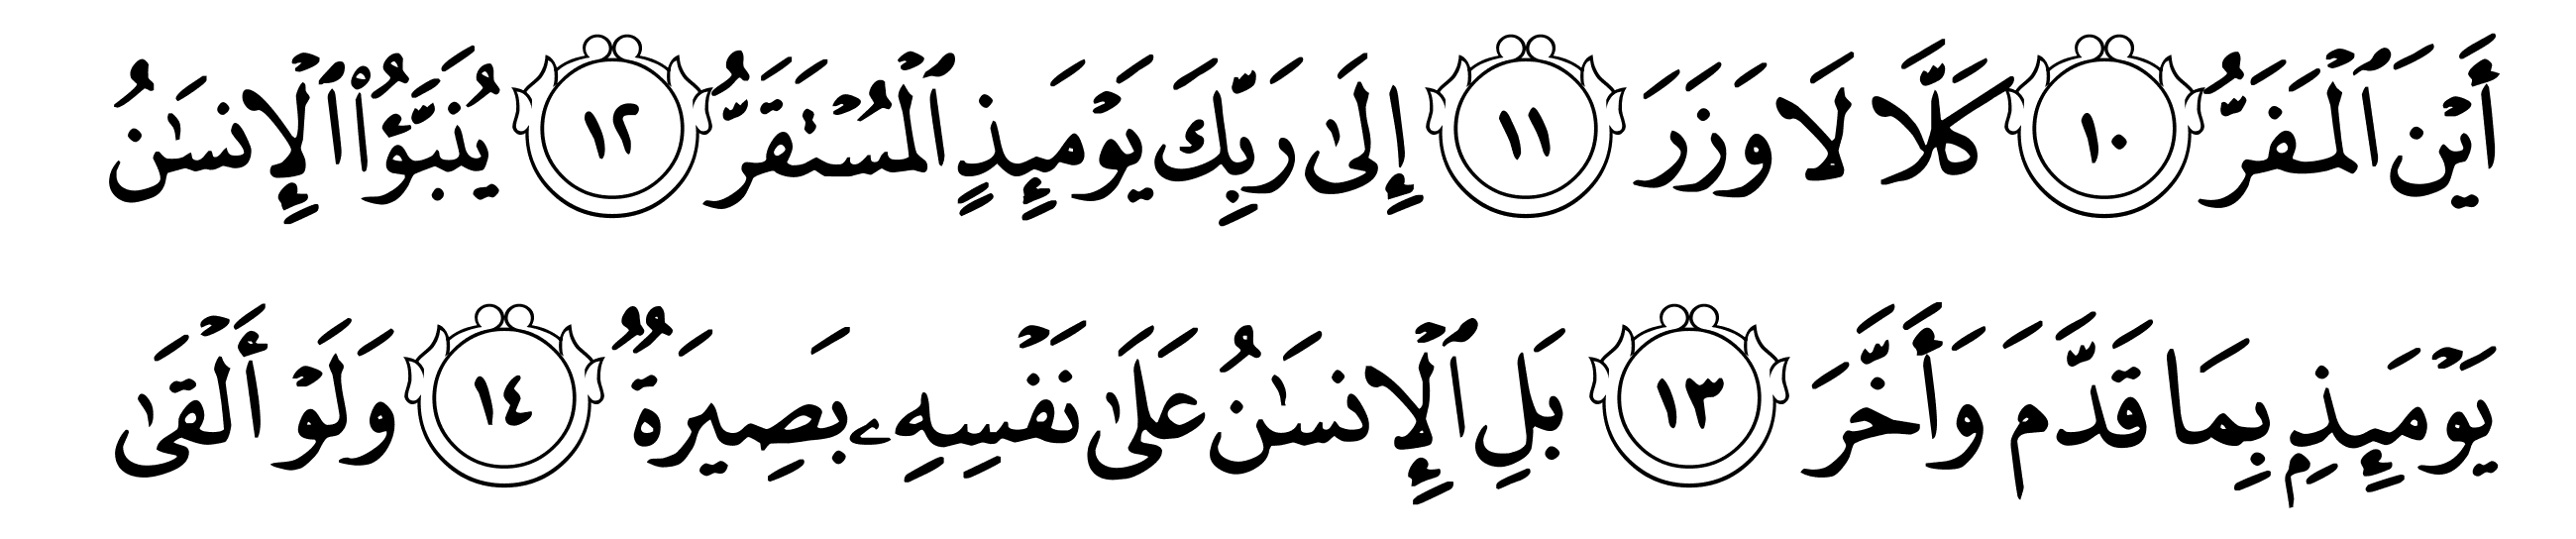 أَيۡنَ ٱلۡمَفَرُّ ١٠ كَلَّا لَا وَزَرَ ١١ إِلَىٰ رَبِّكَ يَوۡمَئِذٍ ٱلۡمُسۡتَقَرُّ ١٢ يُنَبَّؤُاْ ٱلۡإِنسَٰنُ
يَوۡمَئِذِۭ بِمَا قَدَّمَ وَأَخَّرَ ١٣ بَلِ ٱلۡإِنسَٰنُ عَلَىٰ نَفۡسِهِۦ بَصِيرَةٞ ١٤ وَلَوۡ أَلۡقَىٰ